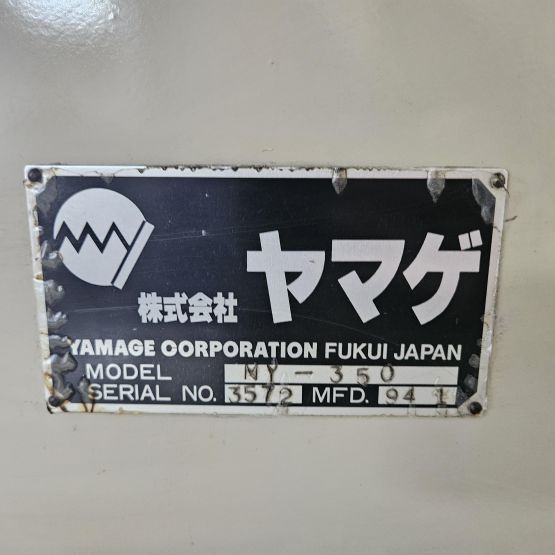 株式会社 ヤマゲ
YAMAGE CORPORATION FUKUI JAPAN
MODEL NY-350
SERIAL NO. 3572 MFD. 94 1